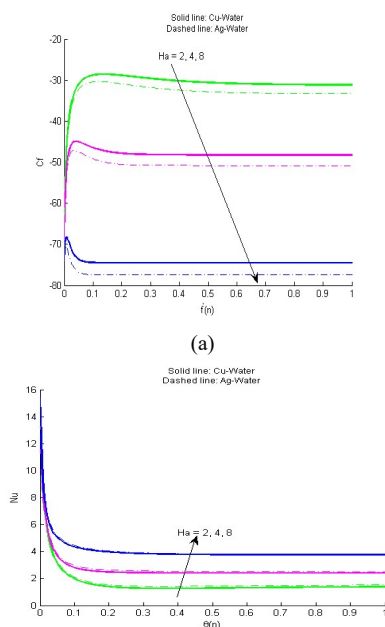 Solid line: Cu-Water
Dashed line: Ag-Water
-20
-30
-40
-50
-60
-70
-80
Cf
Ha = 2, 4, 8
0 0.1 0.2 0.3 0.4 0.5 0.6 0.7 0.8 0.9 1
f'(n)
(a)
Solid line: Cu-Water
Dashed line: Ag-Water
16
14
12
10
8
6
4
2
0
Nu
Ha = 2, 4, 8
0 0.1 0.2 0.3 0.4 0.5 0.6 0.7 0.8 0.9 1
θ(n)